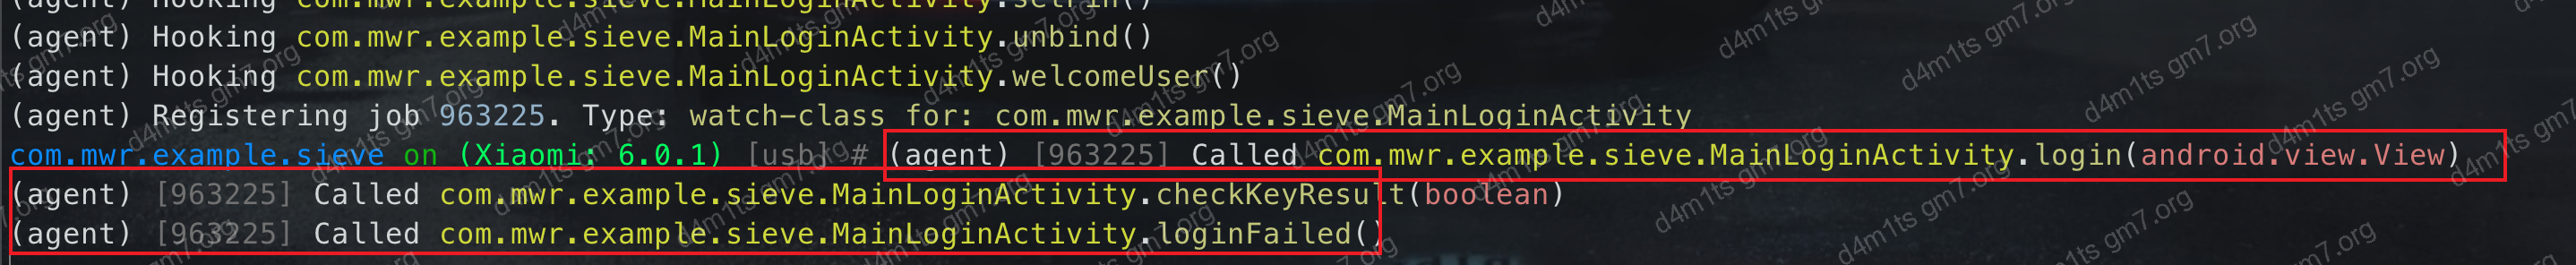 (agent) Hooking com.mwr.example.sieve.MainLoginActivity.setPin()
(agent) Hooking com.mwr.example.sieve.MainLoginActivity.unbind()
(agent) Hooking com.mwr.example.sieve.MainLoginActivity.welcomeUser()
(agent) Registering job 963225. Type: watch-class for: com.mwr.example.sieve.MainLoginActivity
com.mwr.example.sieve on (Xiaomi: 6.0.1) [usb] # (agent) [963225] Called com.mwr.example.sieve.MainLoginActivity.login(android.view.View)
(agent) [963225] Called com.mwr.example.sieve.MainLoginActivity.checkKeyResult(boolean)
(agent) [963225] Called com.mwr.example.sieve.MainLoginActivity.loginFailed()
d4m1ts gm7.org